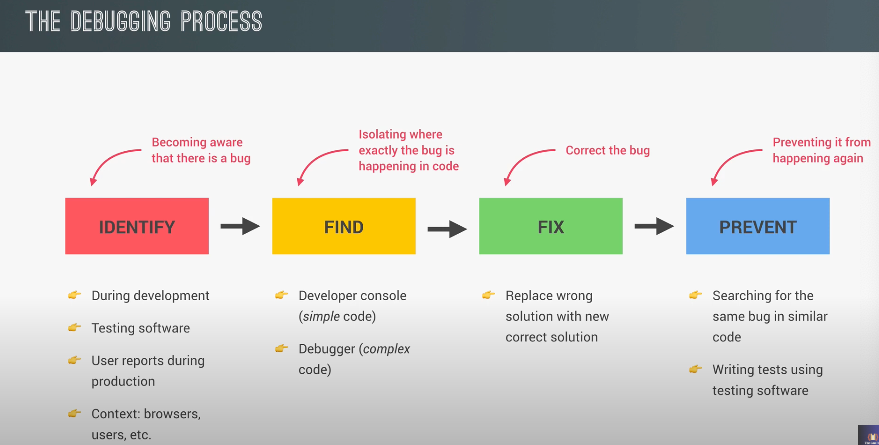 THE DEBUGGING PROCESS
Becoming aware
that there is a bug
Isolating where
exactly the bug is
happening in code
Correct the bug
Preventing it from
happening again
IDENTIFY
FIND
FIX
PREVENT
During development
Testing software
User reports during
production
Context: browsers,
users, etc.
Developer console
(simple code)
Debugger (complex
code)
Replace wrong
solution with new
correct solution
Searching for the
same bug in similar
code
Writing tests using
testing software